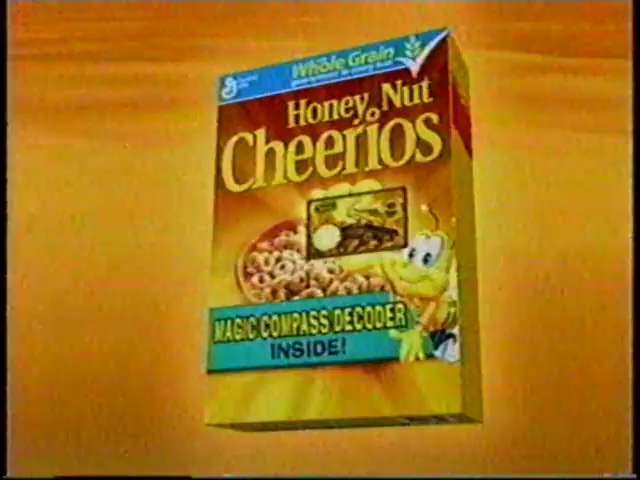 Whole Grain
Honey Nut
Cheerios
MAGIC COMPASS DECODER
INSIDE!